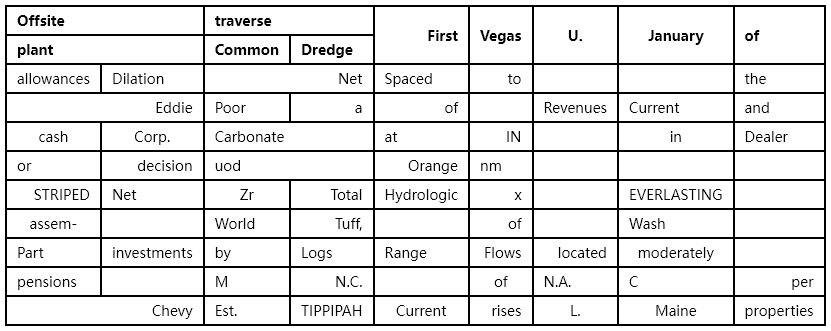 Offsite traverse First Vegas U. January of
plant Common Dredge
allowances Dilation Net Spaced to the
Eddie Poor a of Revenues Current and
cash Corp. Carbonate at IN in Dealer
or decision uod Orange nm
STRIPED Net Zr Total Hydrologic x EVERLASTING
assem- World Tuff, of Wash
Part investments by Logs Range Flows located moderately
pensions M N.C. of N.A. C per
Chevy Est. TIPPIPAH Current rises L. Maine properties